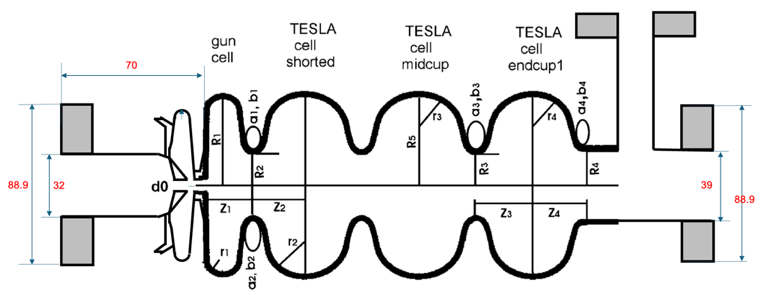 gun
cell
TESLA
cell
shorted
TESLA
cell
midcup
TESLA
cell
endcup1
70
a1, b1
a3,b3
a4,b4
r3
r4
R1
R5
R2
R3
R4
88.9
32
d0
39
88.9
Z1
Z2
Z3
Z4
r1
r2
a2, b2